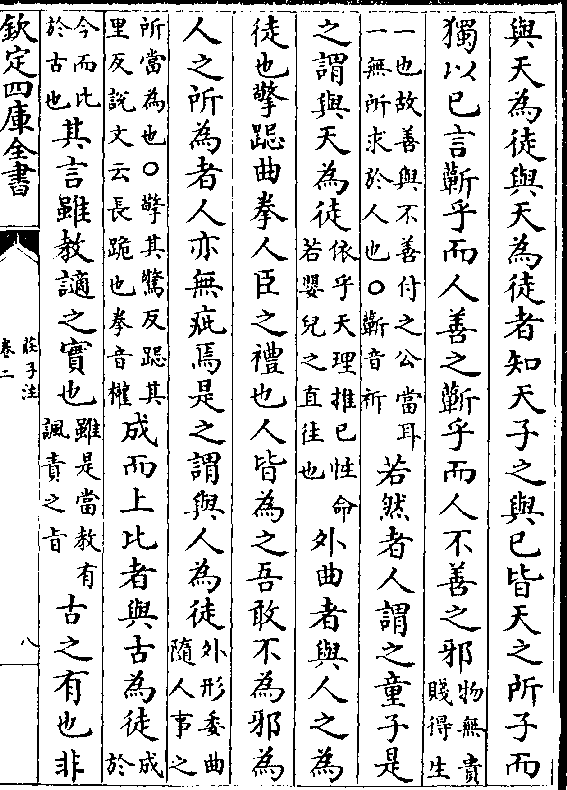 與天為徒與天為徒者知天子之與已皆天之所子而
獨以已言蘄乎而人善之蘄乎而人不善之邪物無貴賤得生
一也故善與不善付之公當耳一無所求於人也○蘄音祈若然者人謂之童子是
之謂與天為徒依乎天理推已性命若嬰兒之直往也外曲者與人之為
徒也擎跽曲拳人臣之禮也人皆為之吾敢不為邪為
人之所為者人亦無疵焉是之謂與人為徒外形委曲隨人事之
所當為也○擎其驚反跽其里反說文云長跪也拳音權成而上比者與古為徒成於
今而比於古也其言雖教讁之實也雖是當教有諷責之旨古之有也非
欽定四庫全書
莊子注
卷二
八